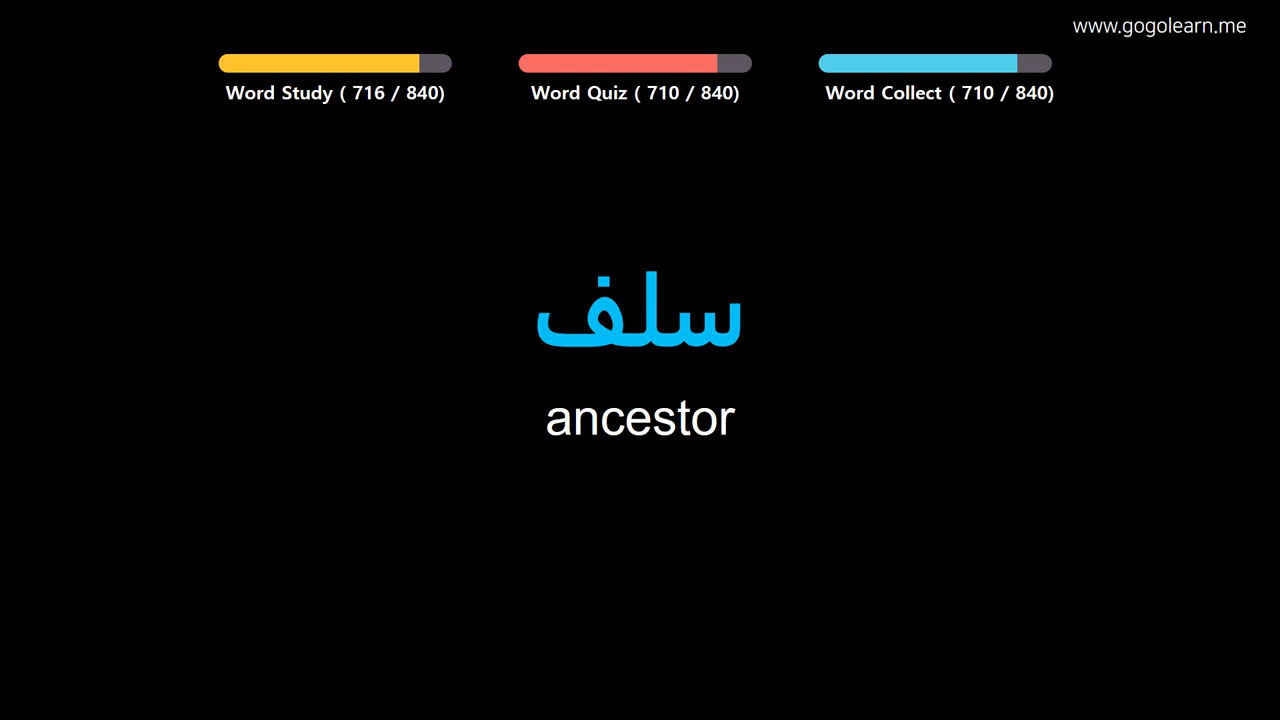 www.gogolearn.me
Word Study ( 716 / 840)
Word Quiz ( 710 / 840)
Word Collect ( 710 / 840)
سلف
ancestor